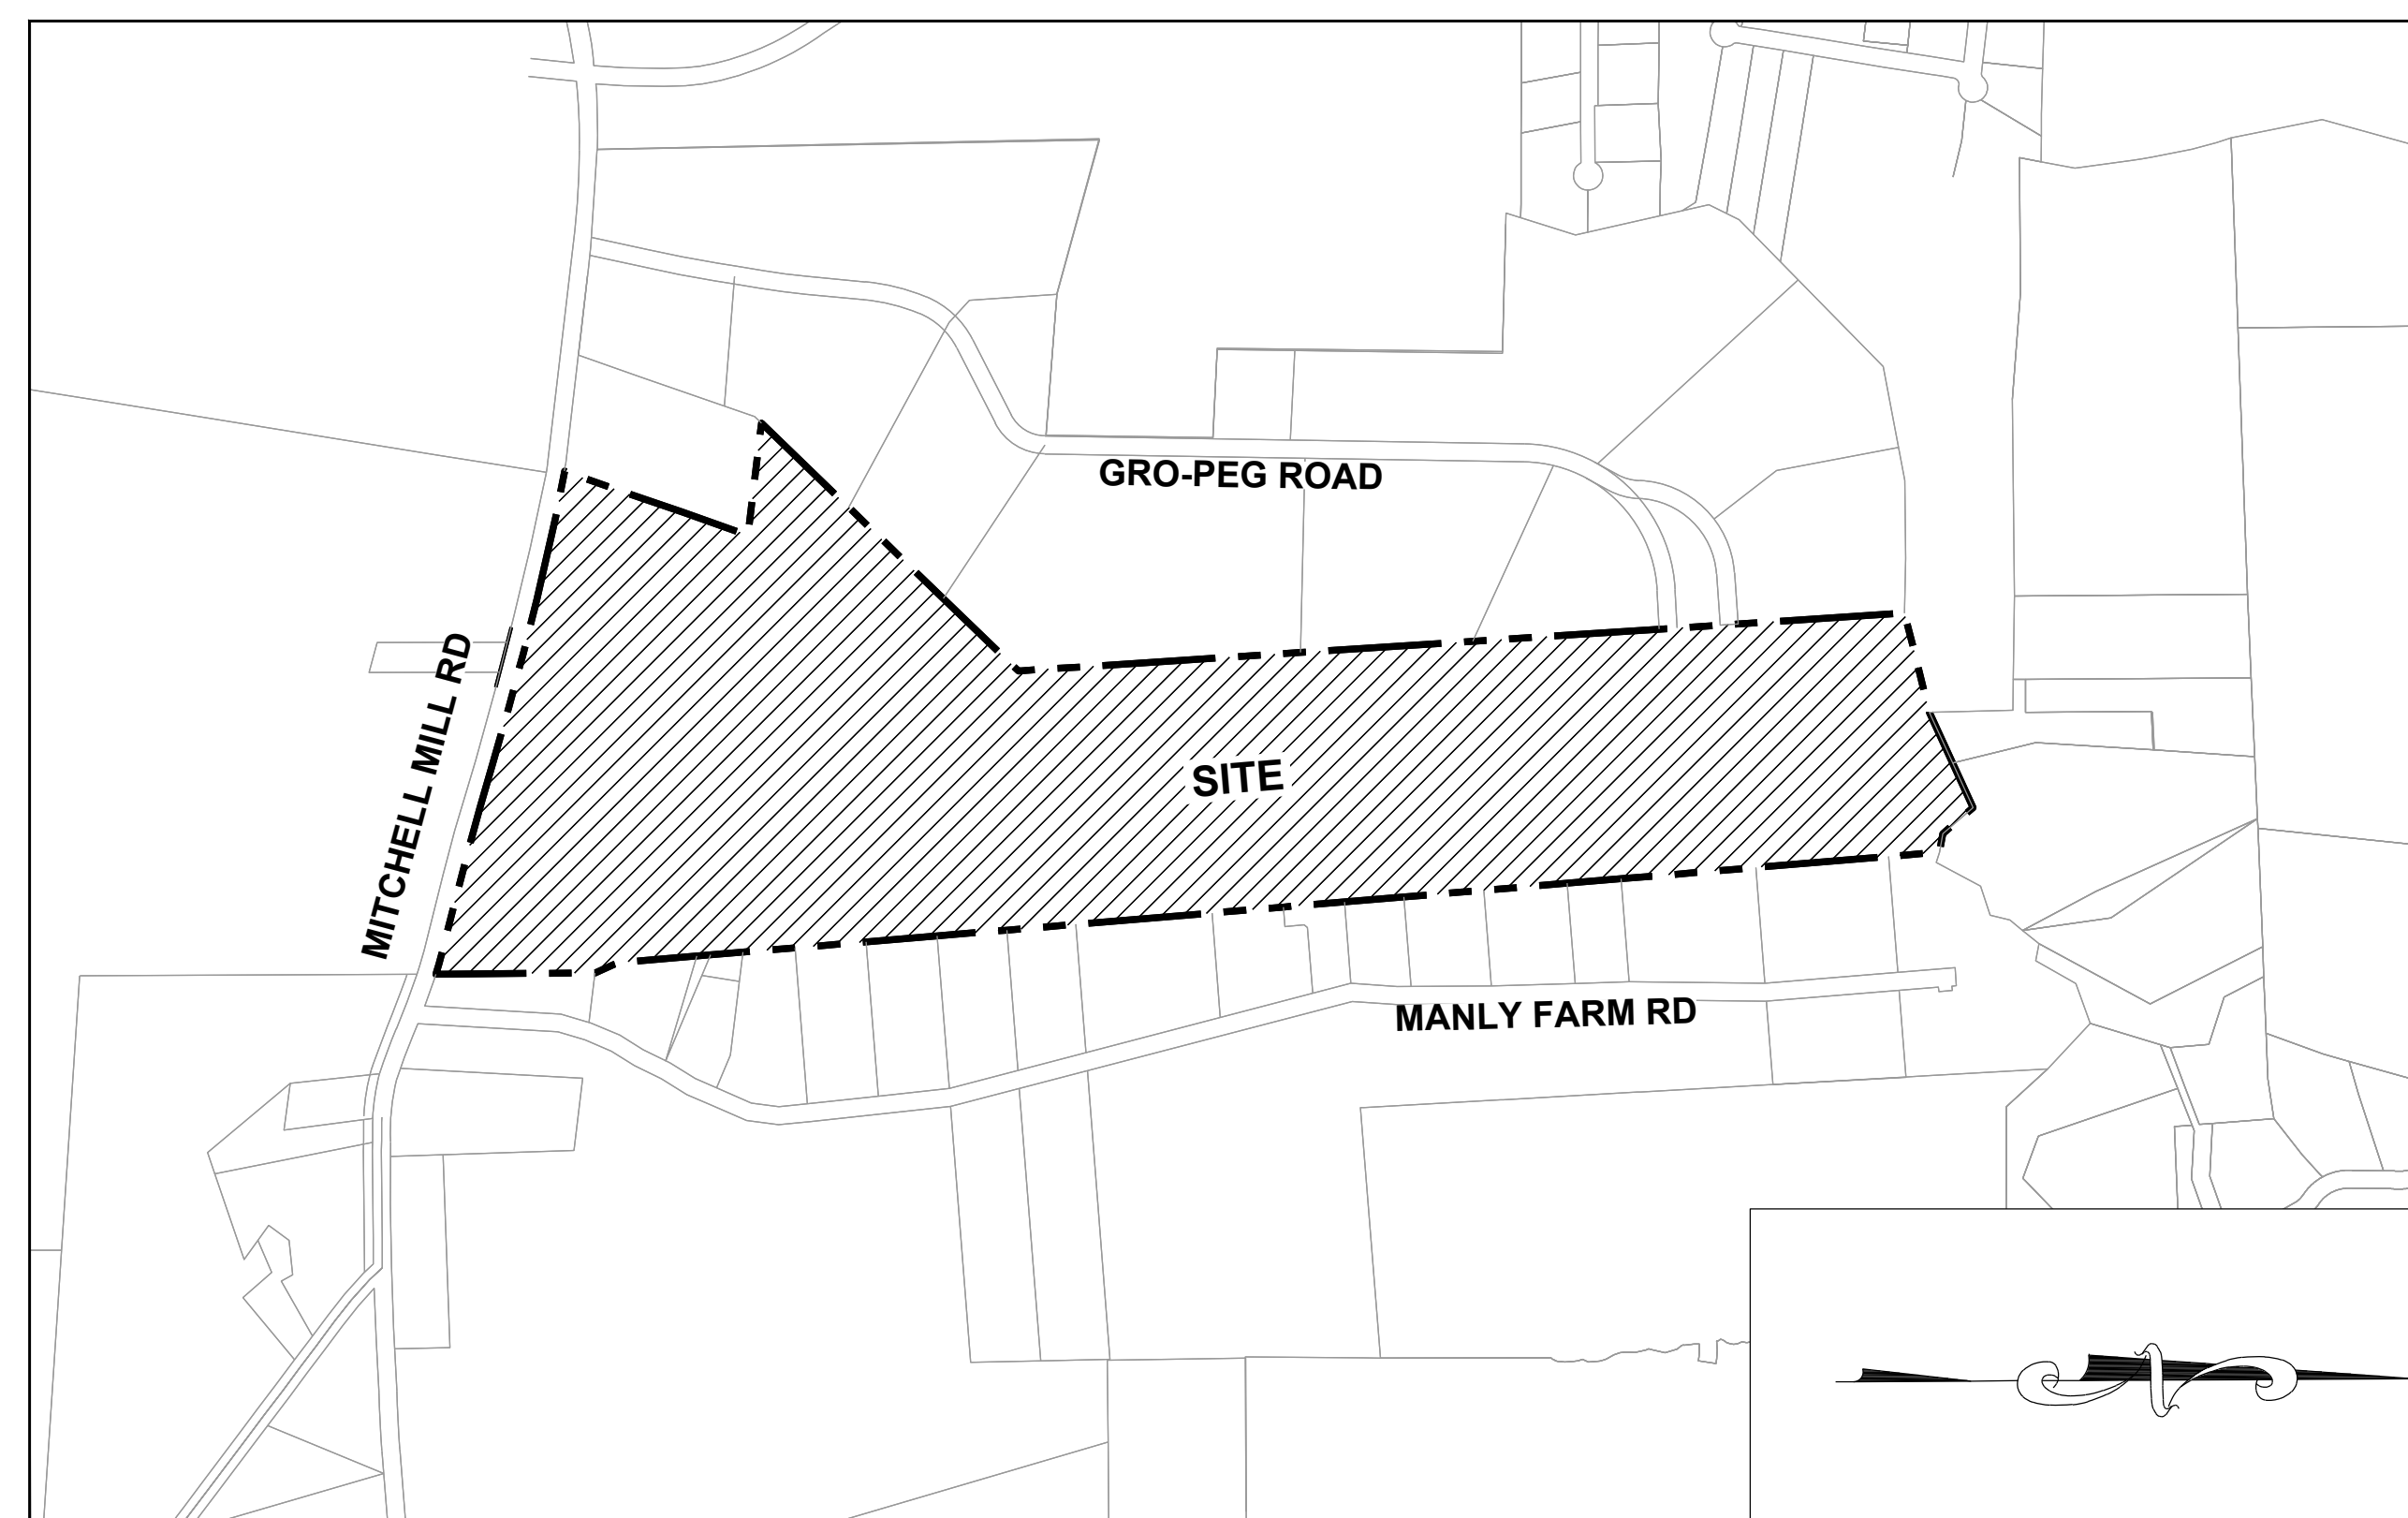 GRO-PEG ROAD
MITCHELL MILL RD
SITE
MANLY FARM RD
N